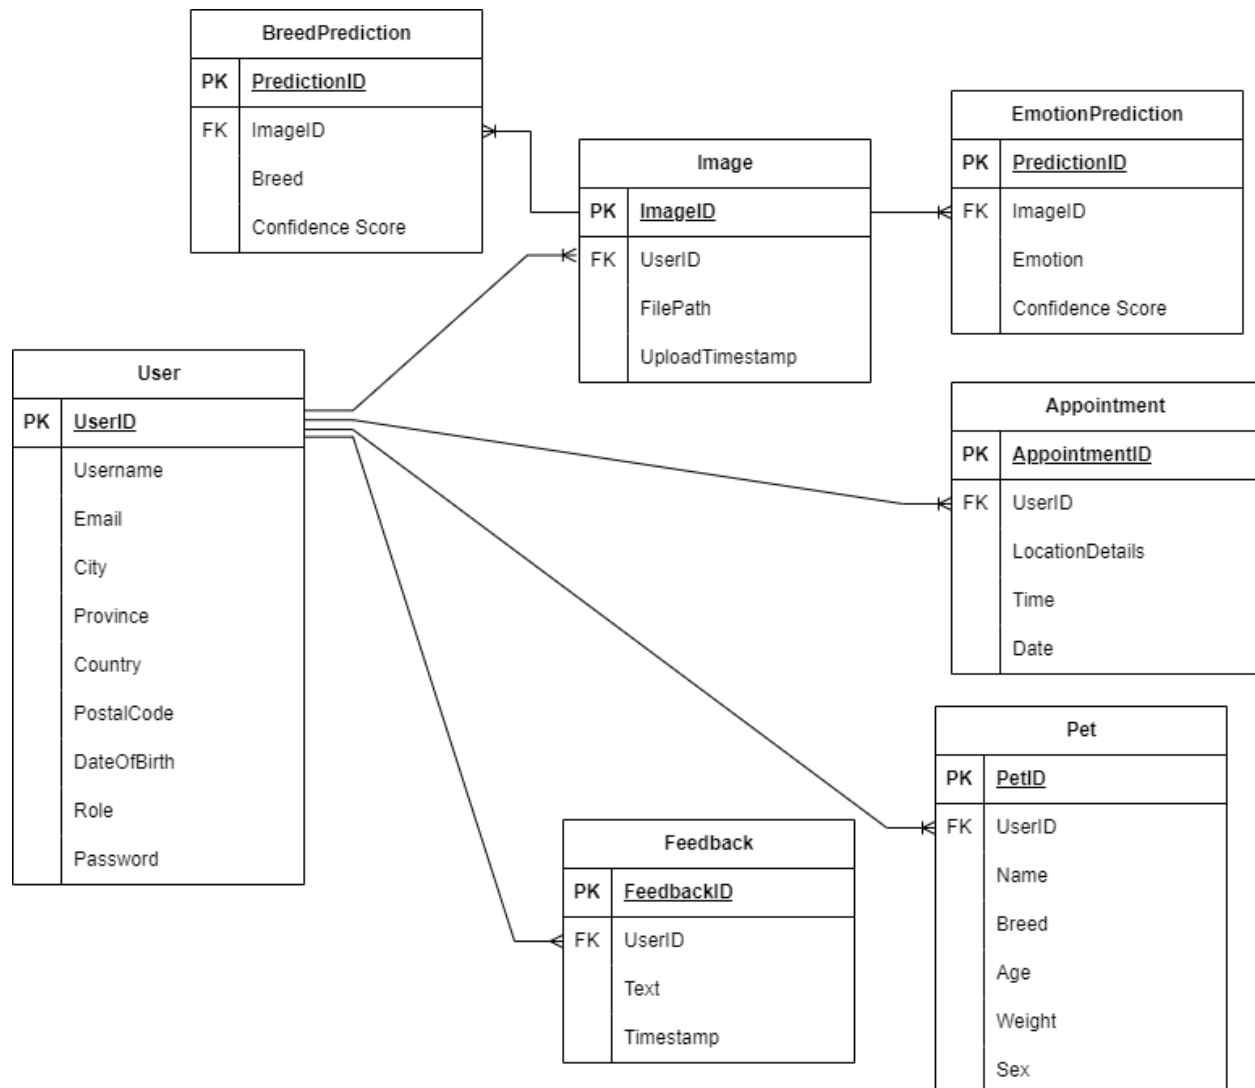 BreedPrediction
PK PredictionID
FK ImageID
Breed
Confidence Score
Image
PK ImageID
FK UserID
FilePath
UploadTimestamp
EmotionPrediction
PK PredictionID
FK ImageID
Emotion
Confidence Score
User
PK UserID
Username
Email
City
Province
Country
PostalCode
DateOfBirth
Role
Password
Appointment
PK AppointmentID
FK UserID
LocationDetails
Time
Date
Feedback
PK FeedbackID
FK UserID
Text
Timestamp
Pet
PK PetID
FK UserID
Name
Breed
Age
Weight
Sex